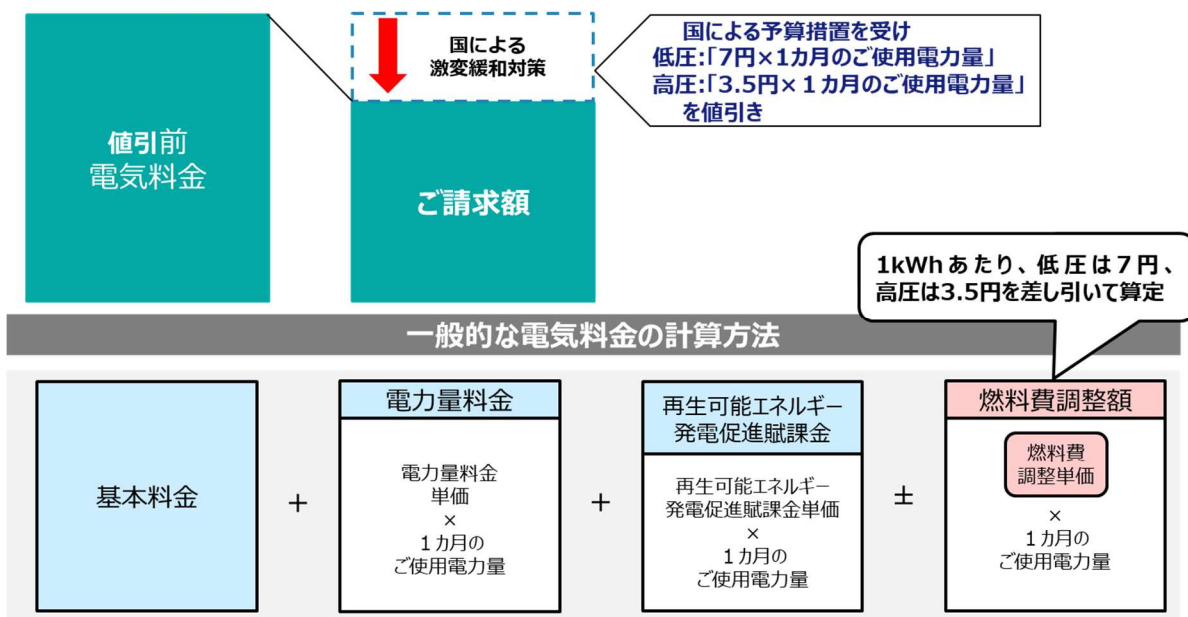 値引前
電気料金
国による
激変緩和対策
ご請求額
国による予算措置を受け
低圧:「7円×1カ月のご使用電力量」
高圧:「3.5円×１カ月のご使用電力量」
を値引き
1kWhあたり、低圧は７円、
高圧は3.5円を差し引いて算定
一般的な電気料金の計算方法
基本料金
+
電力量料金
電力量料金
単価
×
１カ月の
ご使用電力量
+
再生可能エネルギー
発電促進賦課金
再生可能エネルギー
発電促進賦課金単価
×
１カ月の
ご使用電力量
±
燃料費調整額
燃料費
調整単価
×
１カ月の
ご使用電力量